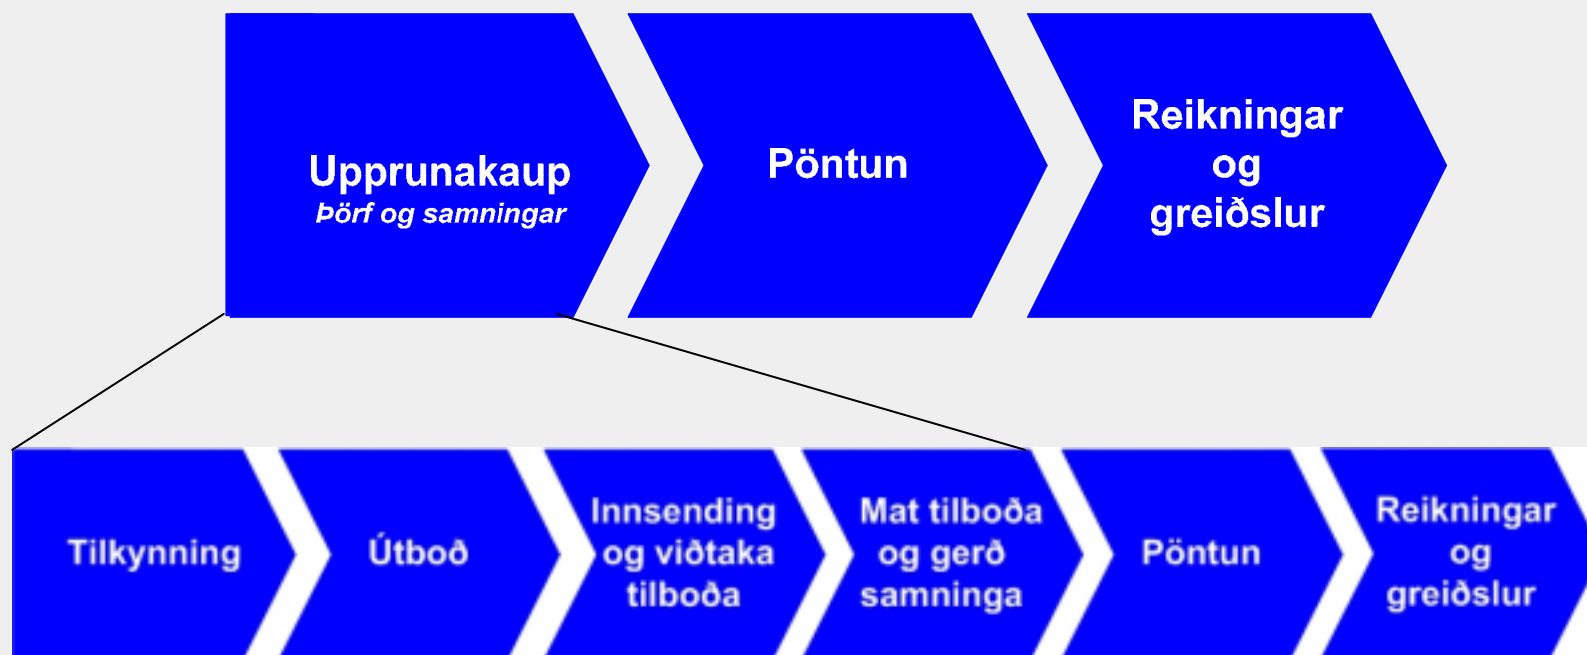 Upprunakaup
Þörf og samningar
Pöntun
Reikningar
og
greiðslur
Tilkynning
Útboð
Innsending
og viðtaka
tilboða
Mat tilboða
og gerð
samninga
Pöntun
Reikningar
og
greiðslur